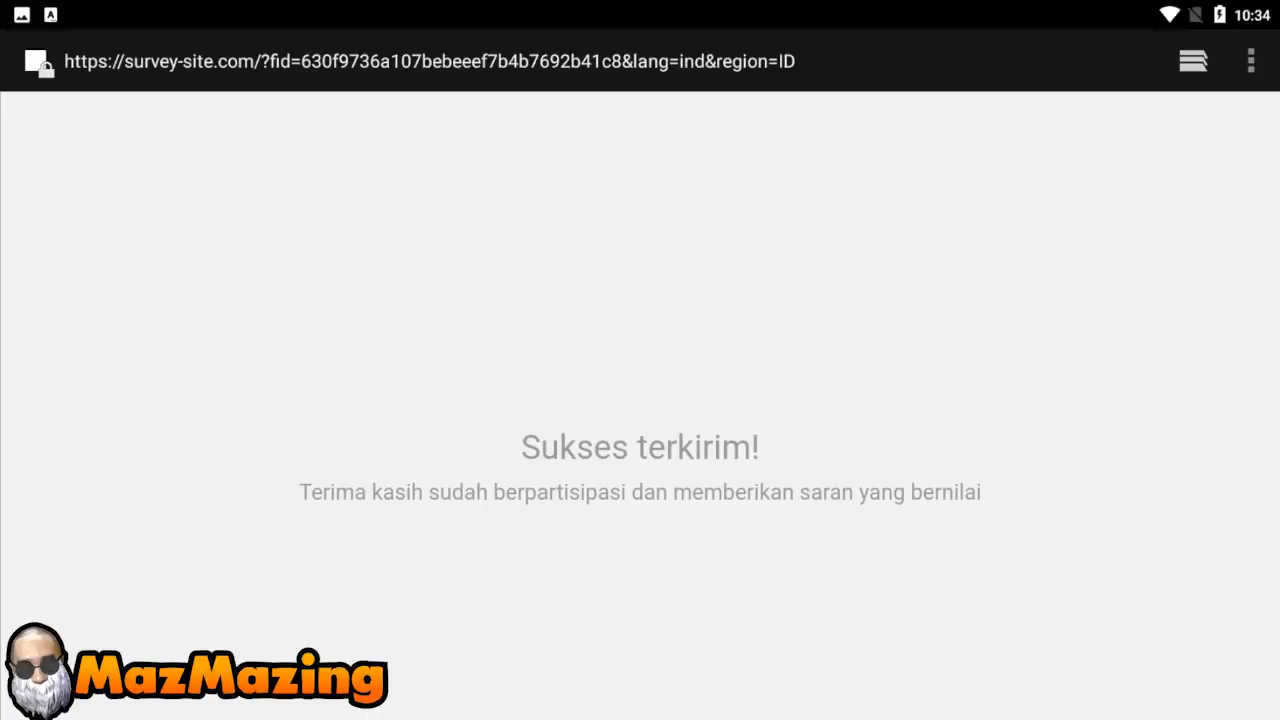 10:34
https://survey-site.com/?fid=630f9736a107bebeeef7b4b7692b41c8&lang=ind&region=ID
Sukses terkirim!
Terima kasih sudah berpartisipasi dan memberikan saran yang bernilai
MazMazing